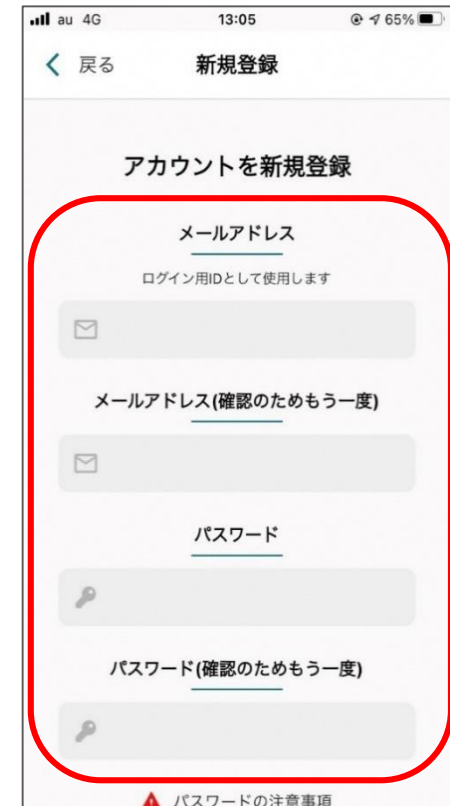 au 4G 13:05 65%
戻る 新規登録
アカウントを新規登録
メールアドレス
ログイン用IDとして使用します
メールアドレス(確認のためもう一度)
パスワード
パスワード(確認のためもう一度)
パスワードの注意事項